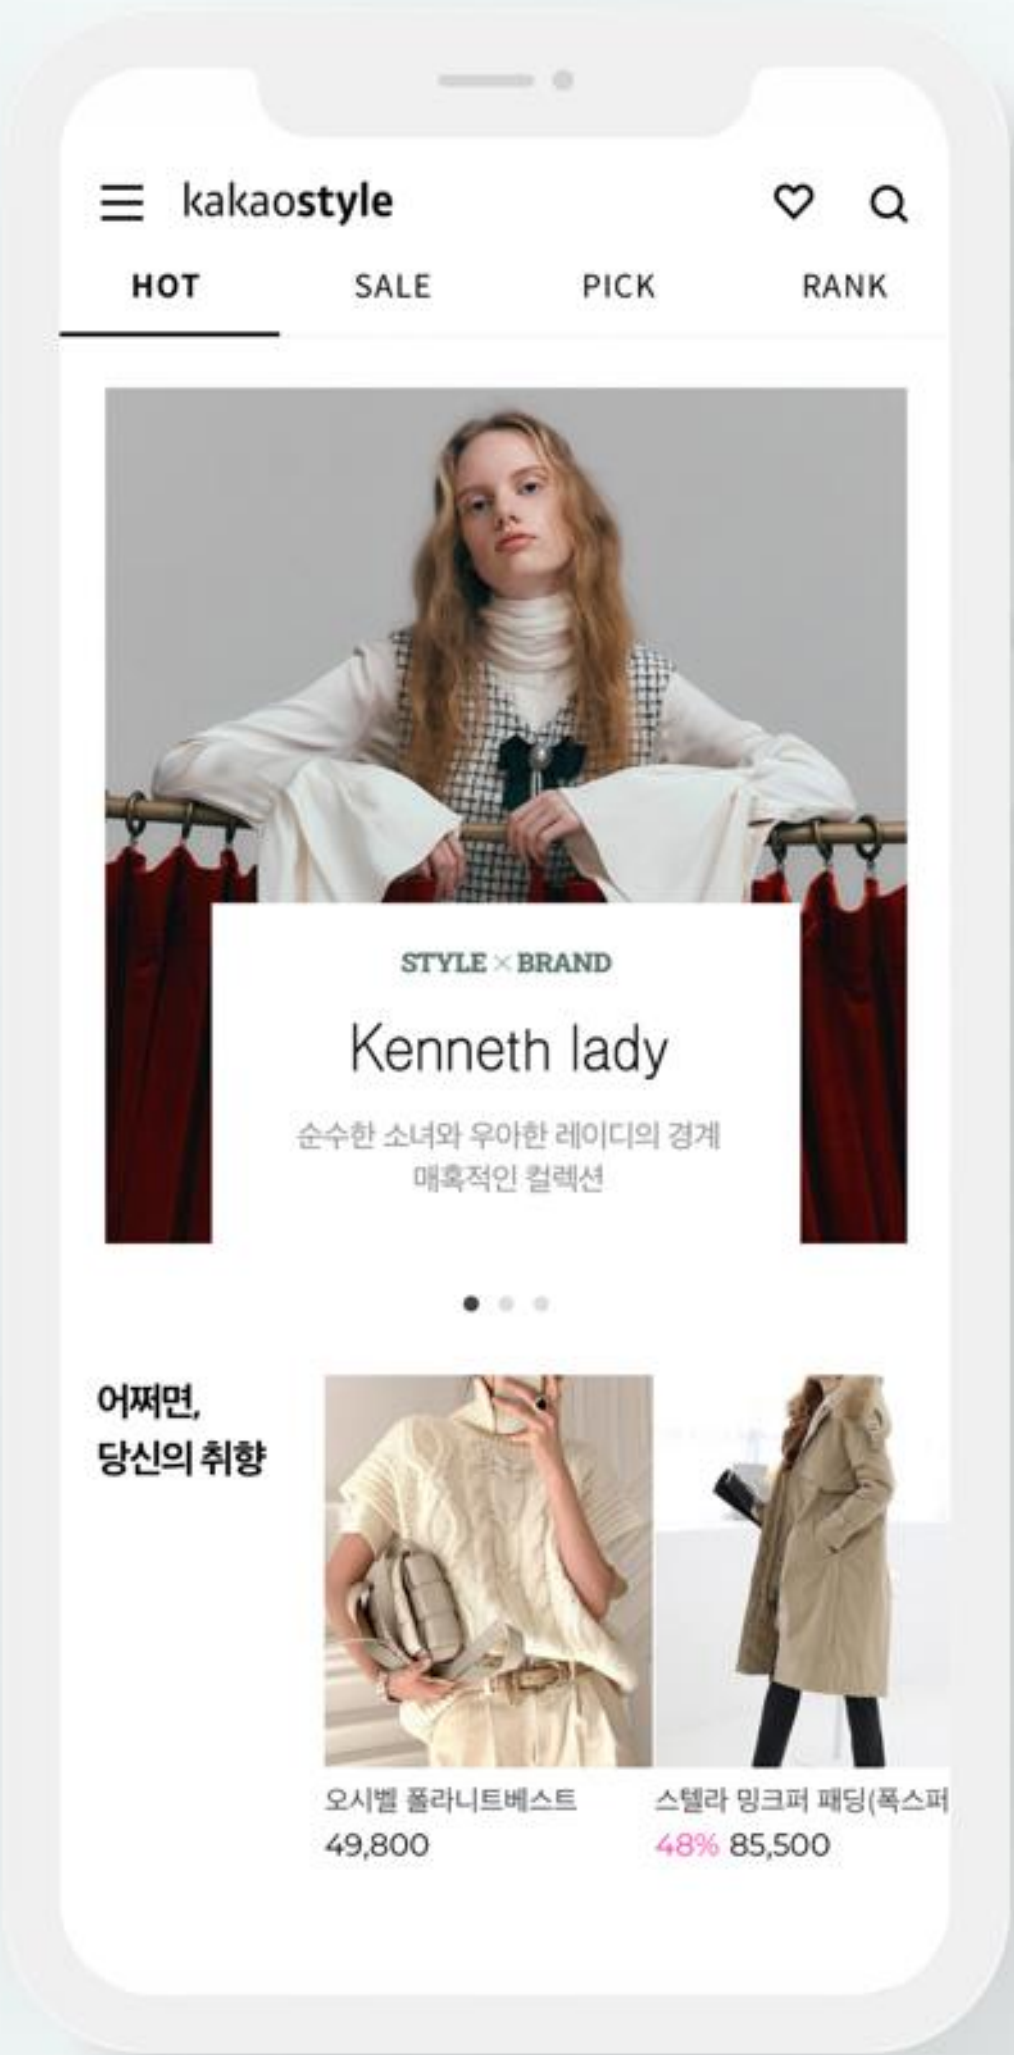 kakaostyle
HOT SALE PICK RANK
STYLE × BRAND
Kenneth lady
순수한 소녀와 우아한 레이디의 경계
매혹적인 컬렉션
어쩌면,
당신의 취향
오시벨 폴라니트베스트
49,800
스텔라 밍크퍼 패딩(폭스퍼
48% 85,500